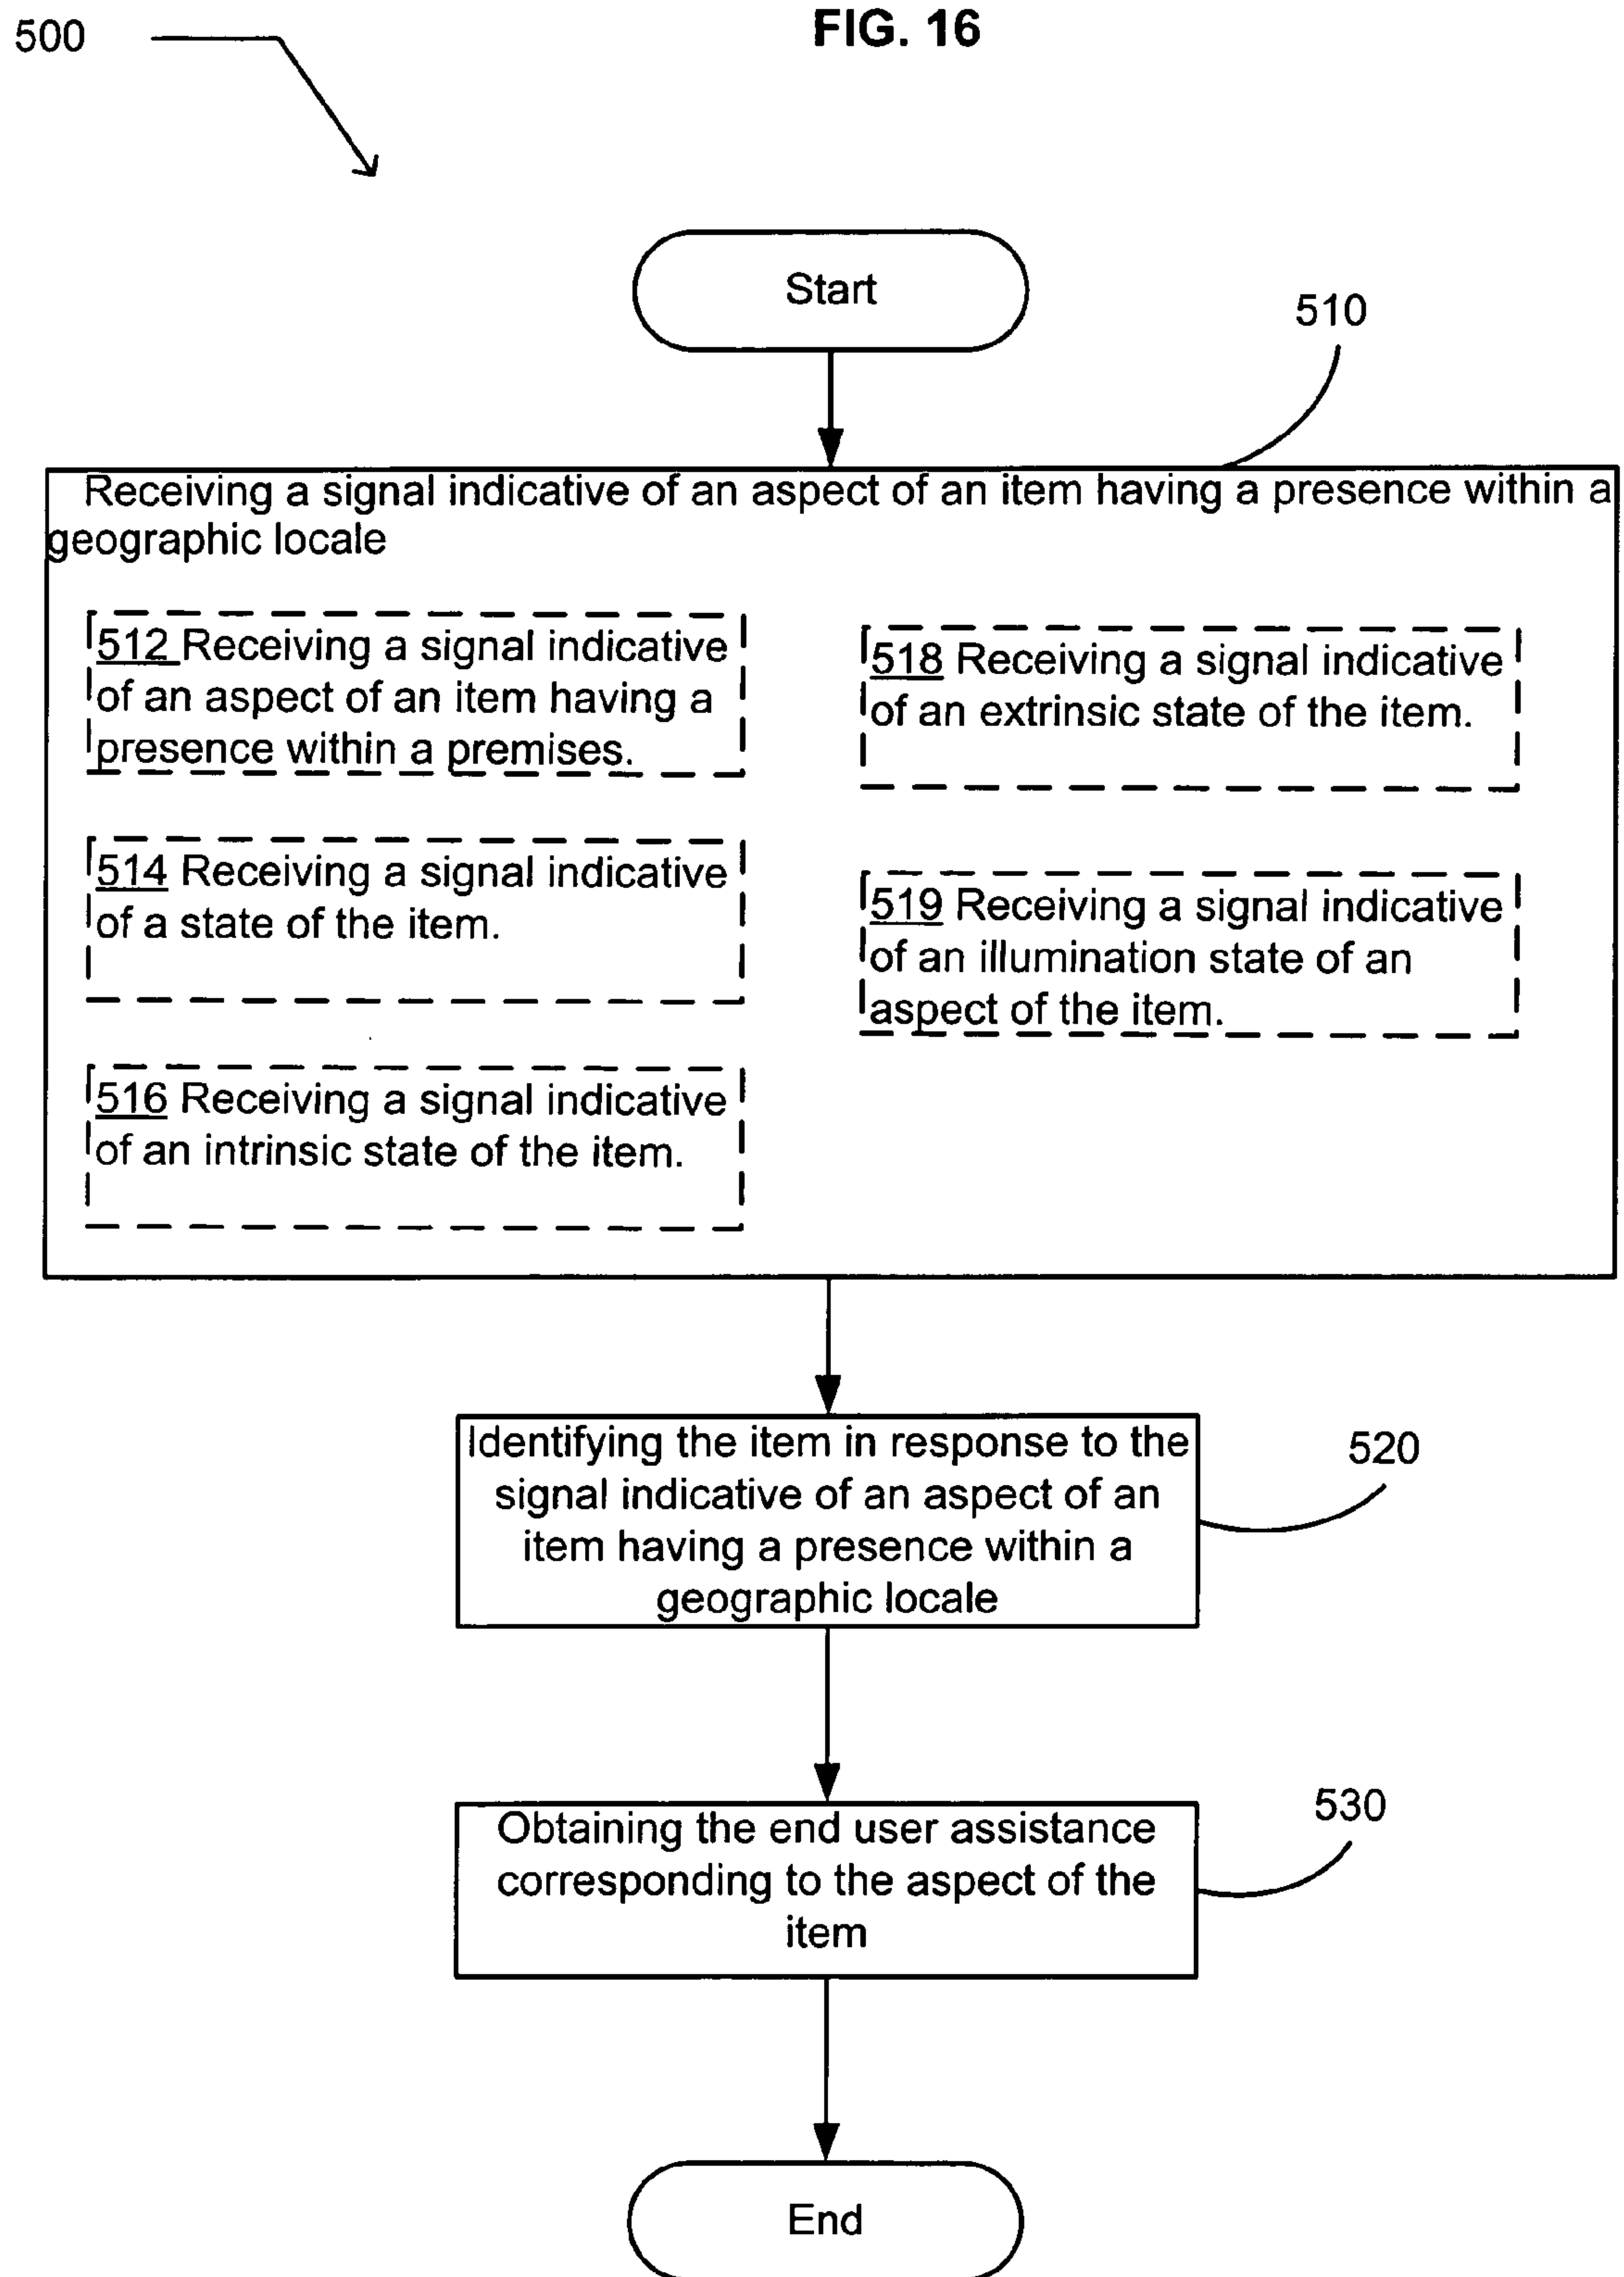 500
FIG. 16
Start
510
Receiving a signal indicative of an aspect of an item having a presence within a
geographic locale
512 Receiving a signal indicative
of an aspect of an item having a
presence within a premises.
514 Receiving a signal indicative
of a state of the item.
516 Receiving a signal indicative
of an intrinsic state of the item.
518 Receiving a signal indicative
of an extrinsic state of the item.
519 Receiving a signal indicative
of an illumination state of an
aspect of the item.
Identifying the item in response to the
signal indicative of an aspect of an
item having a presence within a
geographic locale
520
Obtaining the end user assistance
corresponding to the aspect of the
item
530
End